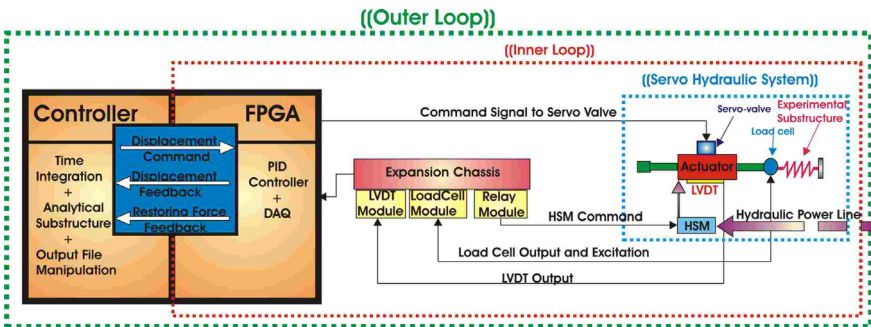 ((Outer Loop))
((Inner Loop))
((Servo Hydraulic System))
Controller
FPGA
Displacement
Command
Displacement
Feedback
Restoring Force
Feedback
Time
Integration
+
Analytical
Substructure
+
Output File
Manipulation
PID
Controller
+
DAQ
Command Signal to Servo Valve
Expansion Chassis
LVDT
Module
LoadCell
Module
Relay
Module
HSM Command
Load Cell Output and Excitation
LVDT Output
Servo-valve
Experimental
Substructure
Load cell
Actuator
LVDT
HSM
Hydraulic Power Line